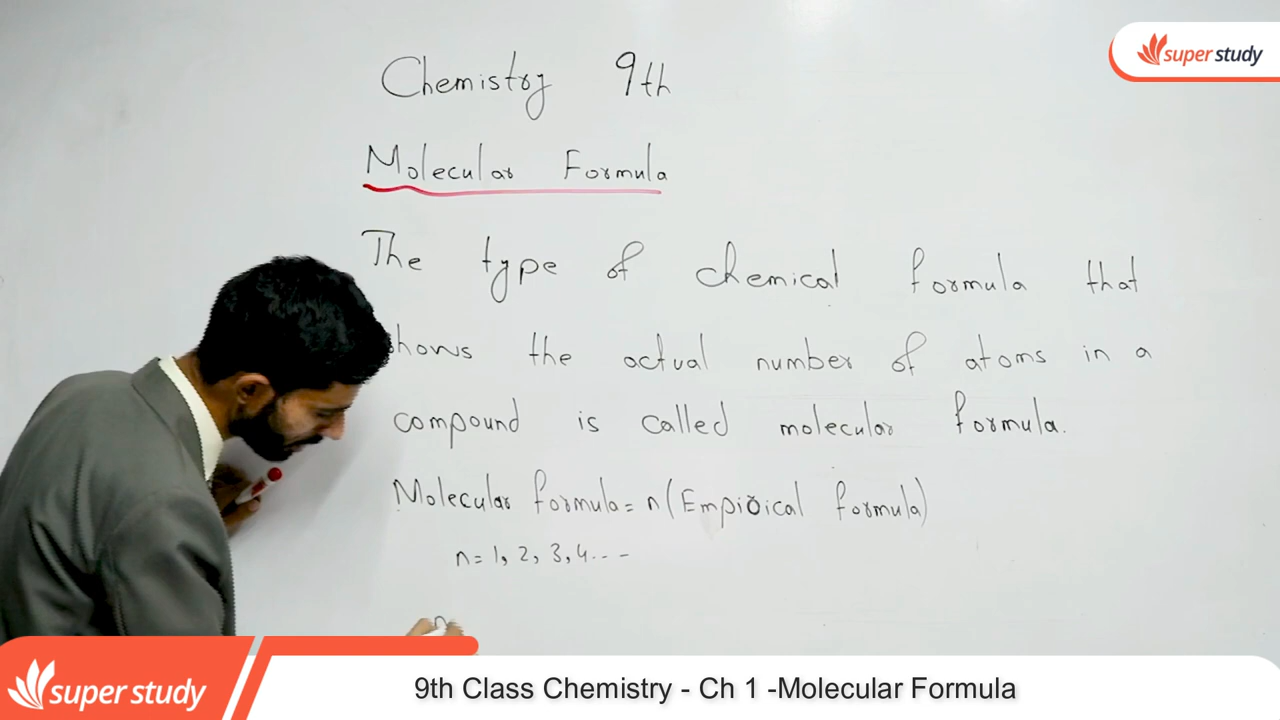 super study
Chemistry 9th
Molecular Formula
The type of chemical formula that
shows the actual number of atoms in a
compound is called molecular formula.
Molecular formula = n (Empirical formula)
n = 1, 2, 3, 4 . . - -
n
super study
9th Class Chemistry - Ch 1 -Molecular Formula